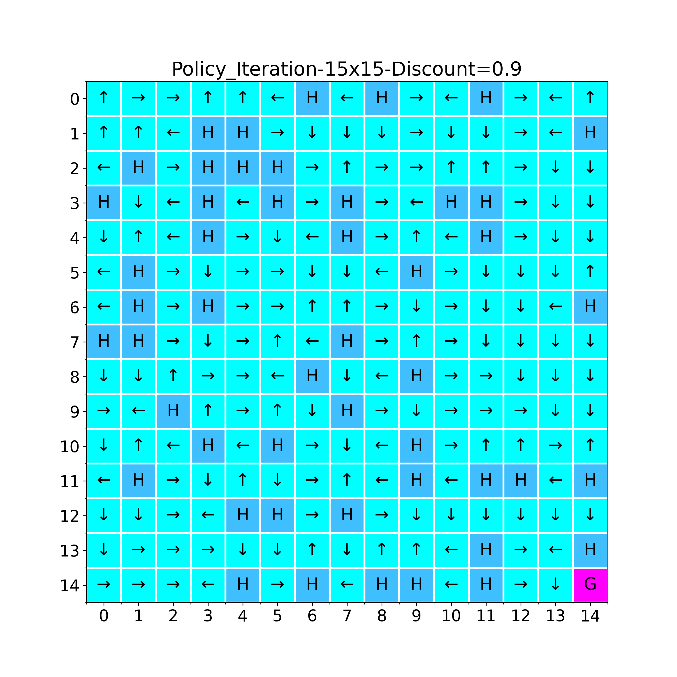 Policy_Iteration-15x15-Discount=0.9
0 ↑ → → ↑ ↑ ← H ← H → ← H → ← ↑
1 ↑ ↑ ← H H → ↓ ↓ ↓ → ↓ ↓ → ← H
2 ← H → H H H → ↑ → → ↑ ↑ → ↓ ↓
3 H ↓ ← H ← H → H → ← H H → ↓ ↓
4 ↓ ↑ ← H → ↓ ← H → ↑ ← H → ↓ ↓
5 ← H → ↓ → → ↓ ↓ ← H → ↓ ↓ ↓ ↑
6 ← H → H → → ↑ ↑ → ↓ → ↓ ↓ ← H
7 H H → ↓ → ↑ ← H → ↑ → ↓ ↓ ↓ ↓
8 ↓ ↓ ↑ → → ← H ↓ ← H → → ↓ ↓ ↓
9 → ← H ↑ → ↑ ↓ H → ↓ → → → ↓ ↓
10 ↓ ↑ ← H ← H → ↓ ← H → ↑ ↑ → ↑
11 ← H → ↓ ↑ ↓ → ↑ ← H ← H H ← H
12 ↓ ↓ → ← H H → H → ↓ ↓ ↓ ↓ ↓ ↓
13 ↓ → → → ↓ ↓ ↑ ↓ ↑ ↑ ← H → ← H
14 → → → ← H → H ← H H ← H → ↓ G
0 1 2 3 4 5 6 7 8 9 10 11 12 13 14